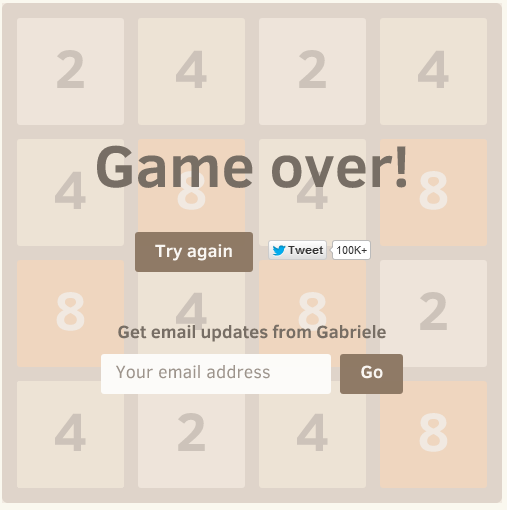 2 4 2 4
4 8 4 8
Game over!
Try again Tweet 100K+
8 4 8 2
Get email updates from Gabriele
Your email address Go
4 2 4 8